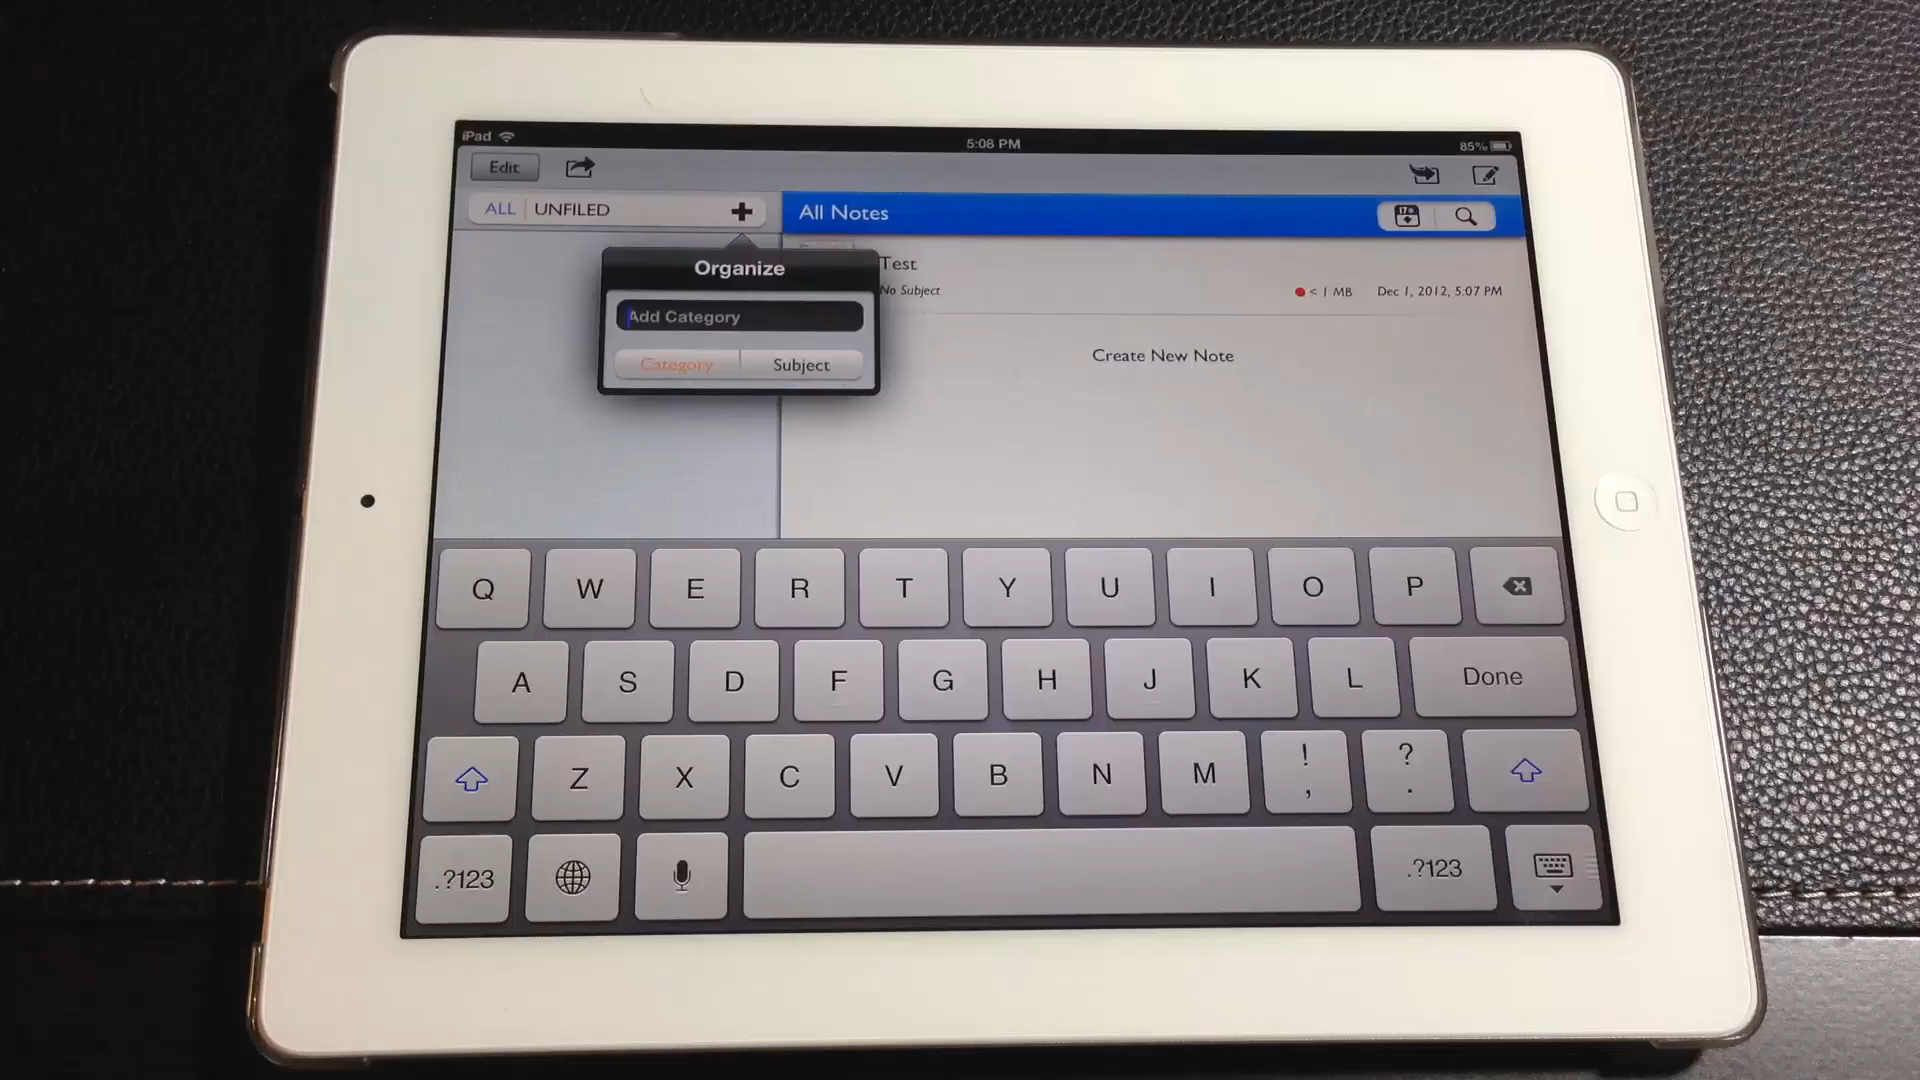 iPad 5:08 PM 85%
Edit
ALL UNFILED + All Notes
Organize
Test
No Subject < 1 MB Dec 1, 2012, 5:07 PM
Add Category
Category Subject
Create New Note
Q W E R T Y U I O P
A S D F G H J K L Done
Z X C V B N M ! , ? .
.?123 .?123